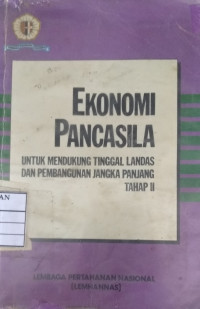 EKONOMI
PANCASILA
UNTUK MENDUKUNG TINGGAL LANDAS
DAN PEMBANGUNAN JANGKA PANJANG
TAHAP II
LEMBAGA PERTAHANAN NASIONAL
(LEMHANNAS)